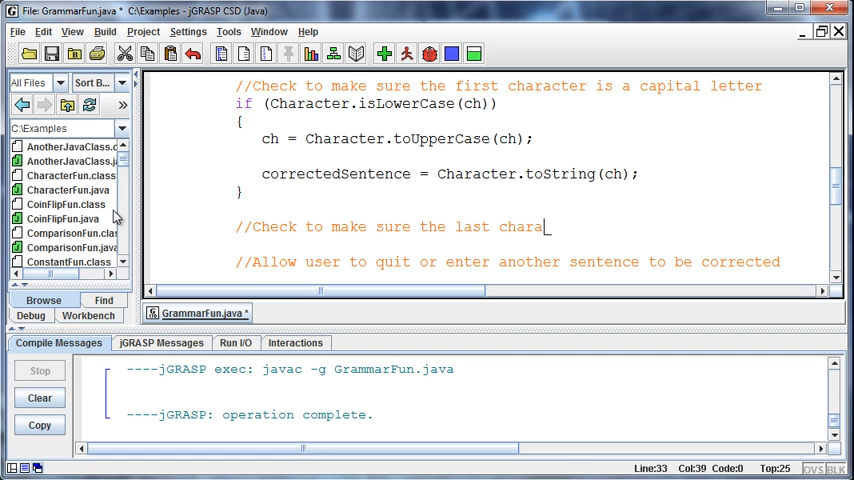 File: GrammarFun.java * C:\Examples - jGRASP CSD (Java)
File Edit View Build Project Settings Tools Window Help
All Files Sort B...
C:\Examples
AnotherJavaClass.c
AnotherJavaClass.ja
CharacterFun.class
CharacterFun.java
CoinFlipFun.class
CoinFlipFun.java
ComparisonFun.clas
ComparisonFun.java
ConstantFun.class
Browse Find
Debug Workbench
//Check to make sure the first character is a capital letter
if (Character.isLowerCase(ch))
{
ch = Character.toUpperCase(ch);
correctedSentence = Character.toString(ch);
}
//Check to make sure the last chara
//Allow user to quit or enter another sentence to be corrected
GrammarFun.java *
Compile Messages jGRASP Messages Run I/O Interactions
Stop
Clear
Copy
----jGRASP exec: javac -g GrammarFun.java
----jGRASP: operation complete.
Line:33 Col:39 Code:0 Top:25 OVS BLK